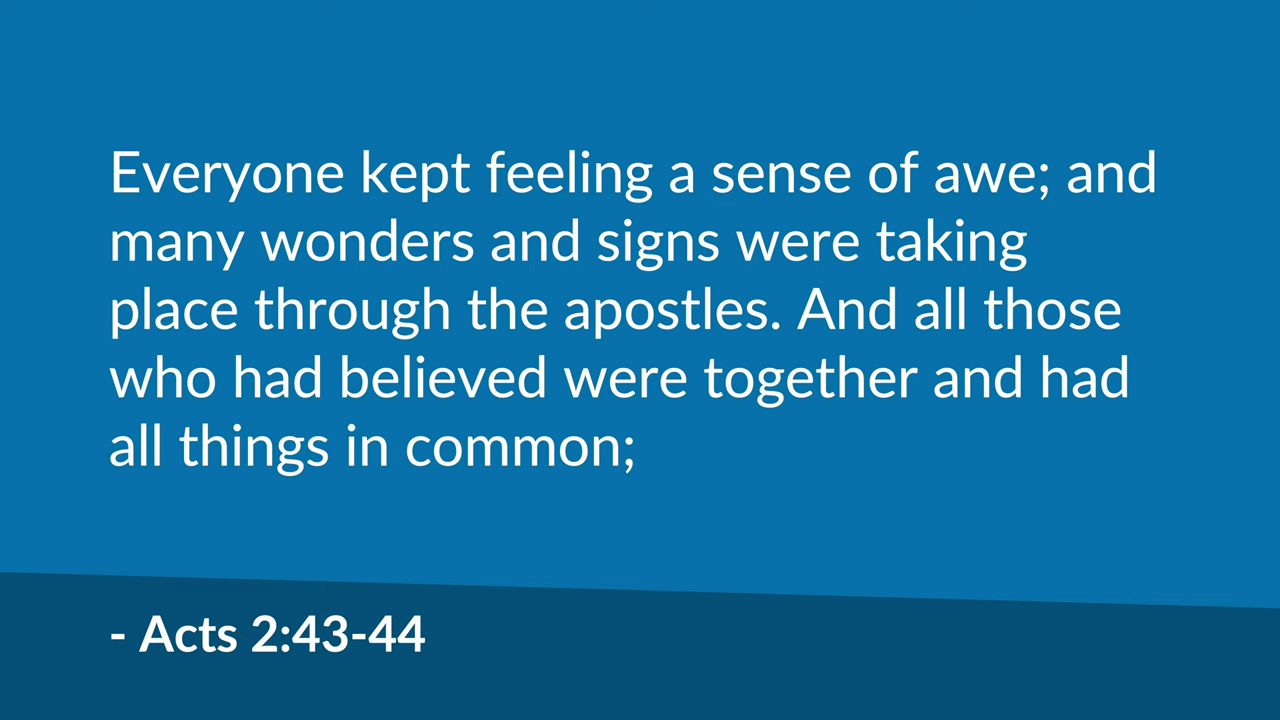 Everyone kept feeling a sense of awe; and
many wonders and signs were taking
place through the apostles. And all those
who had believed were together and had
all things in common;
- Acts 2:43-44